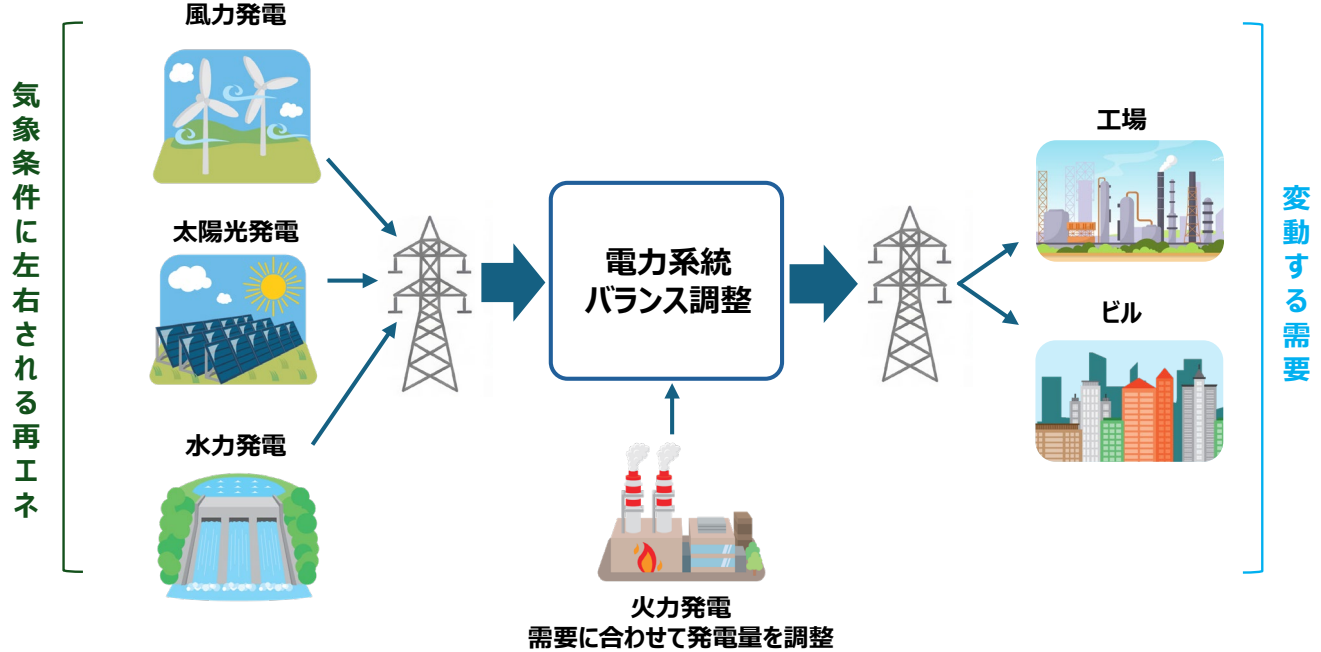 気象条件に左右される再エネ
風力発電
太陽光発電
水力発電
電力系統
バランス調整
火力発電
需要に合わせて発電量を調整
工場
ビル
変動する需要